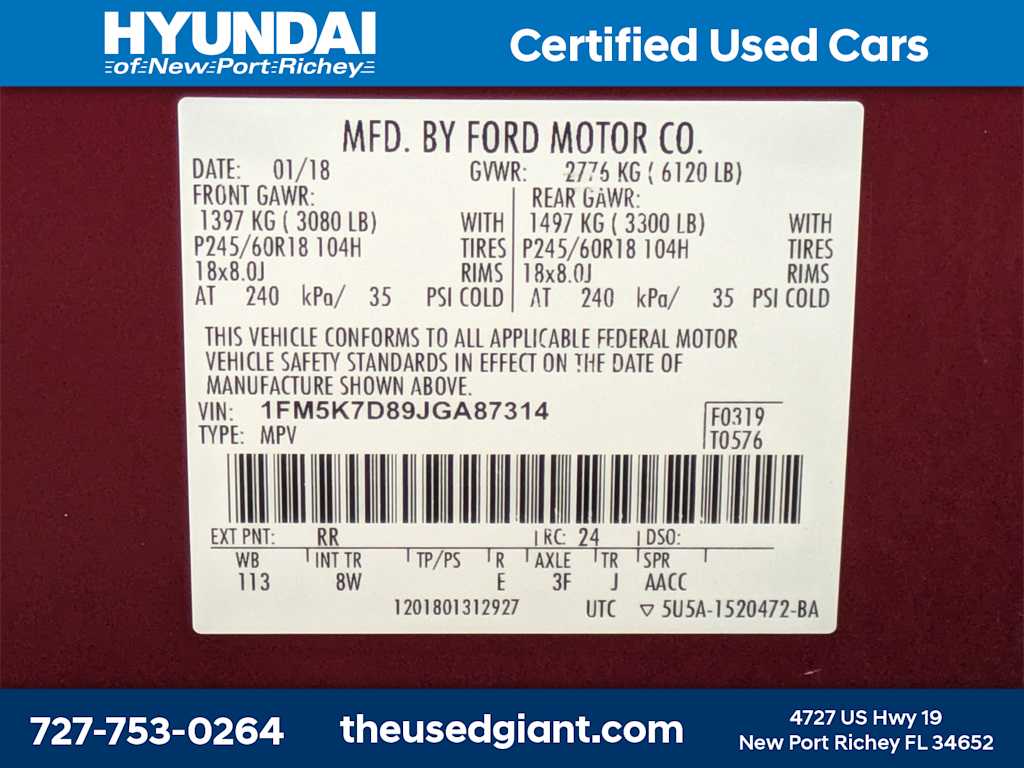 HYUNDAI
of New Port Richey
Certified Used Cars
MFD. BY FORD MOTOR CO.
DATE: 01/18 GVWR: 2776 KG ( 6120 LB)
FRONT GAWR: REAR GAWR:
1397 KG ( 3080 LB) WITH 1497 KG ( 3300 LB) WITH
P245/60R18 104H TIRES P245/60R18 104H TIRES
18x8.0J RIMS 18x8.0J RIMS
AT 240 kPa/ 35 PSI COLD AT 240 kPa/ 35 PSI COLD
THIS VEHICLE CONFORMS TO ALL APPLICABLE FEDERAL MOTOR
VEHICLE SAFETY STANDARDS IN EFFECT ON THE DATE OF
MANUFACTURE SHOWN ABOVE.
VIN: 1FM5K7D89JGA87314 F0319
TYPE: MPV T0576
EXT PNT: RR RC: 24 DSO:
WB INT TR TP/PS R AXLE TR SPR
113 8W E 3F J AACC
1201801312927 UTC ▽ 5U5A-1520472-BA
727-753-0264
theusedgiant.com
4727 US Hwy 19
New Port Richey FL 34652